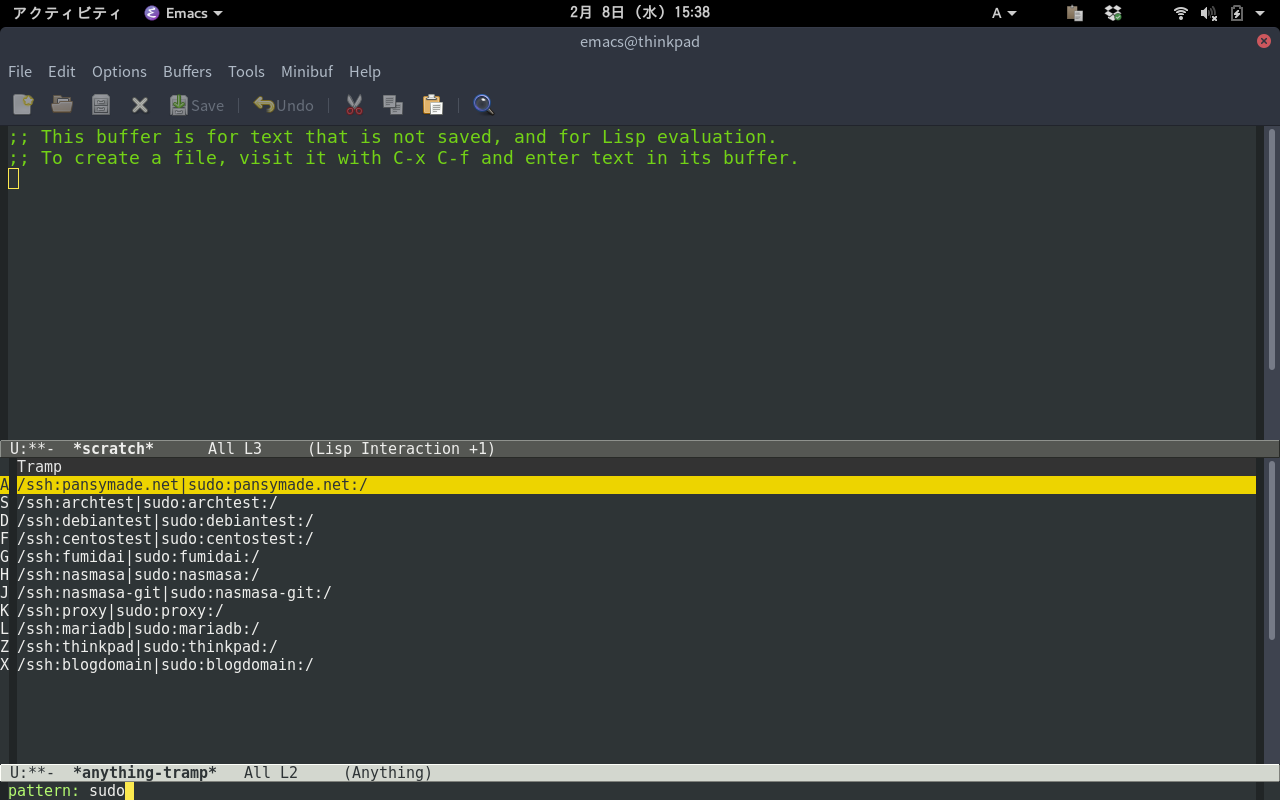 アクティビティ Emacs 2月 8日 (水) 15:38 A
emacs@thinkpad
File Edit Options Buffers Tools Minibuf Help
Save Undo
;; This buffer is for text that is not saved, and for Lisp evaluation.
;; To create a file, visit it with C-x C-f and enter text in its buffer.
U:**- *scratch* All L3 (Lisp Interaction +1)
Tramp
A /ssh:pansymade.net|sudo:pansymade.net:/
S /ssh:archtest|sudo:archtest:/
D /ssh:debiantest|sudo:debiantest:/
F /ssh:centostest|sudo:centostest:/
G /ssh:fumidai|sudo:fumidai:/
H /ssh:nasmasa|sudo:nasmasa:/
J /ssh:nasmasa-git|sudo:nasmasa-git:/
K /ssh:proxy|sudo:proxy:/
L /ssh:mariadb|sudo:mariadb:/
Z /ssh:thinkpad|sudo:thinkpad:/
X /ssh:blogdomain|sudo:blogdomain:/
U:**- *anything-tramp* All L2 (Anything)
pattern: sudo